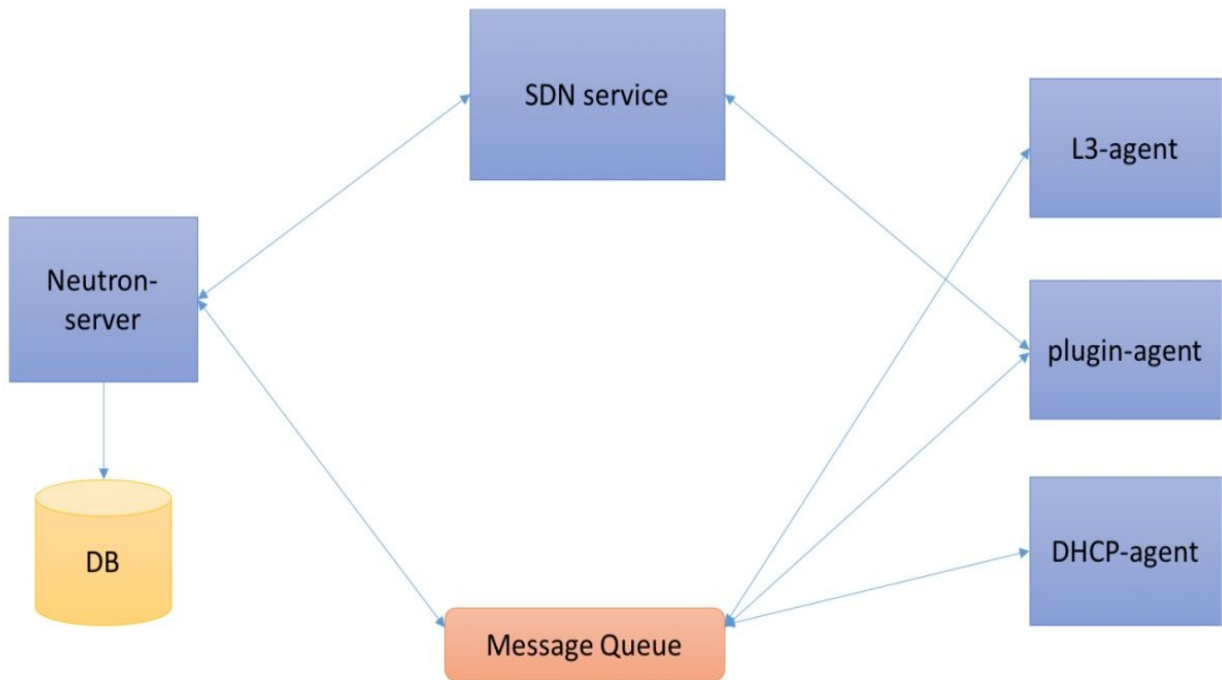 SDN service
L3-agent
Neutron-
server
plugin-agent
DB
DHCP-agent
Message Queue